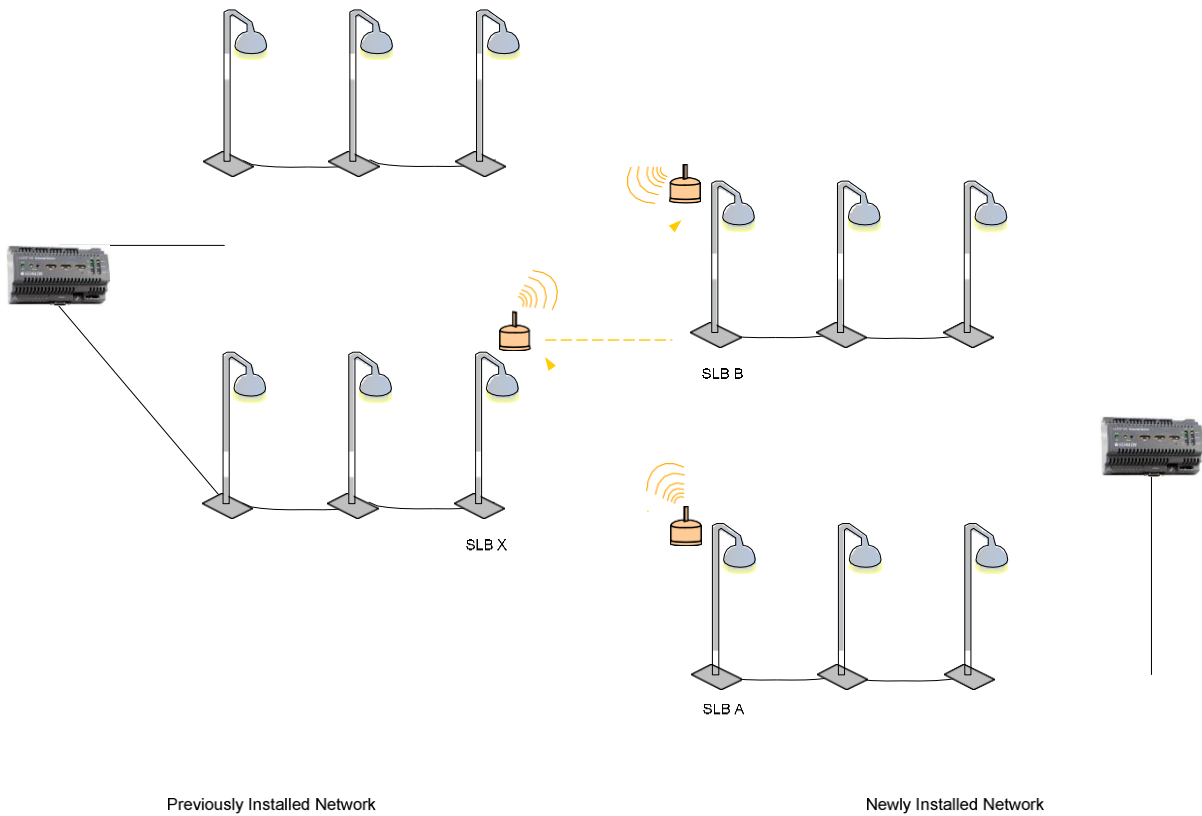 SLB B
SLB X
SLB A
Previously Installed Network
Newly Installed Network